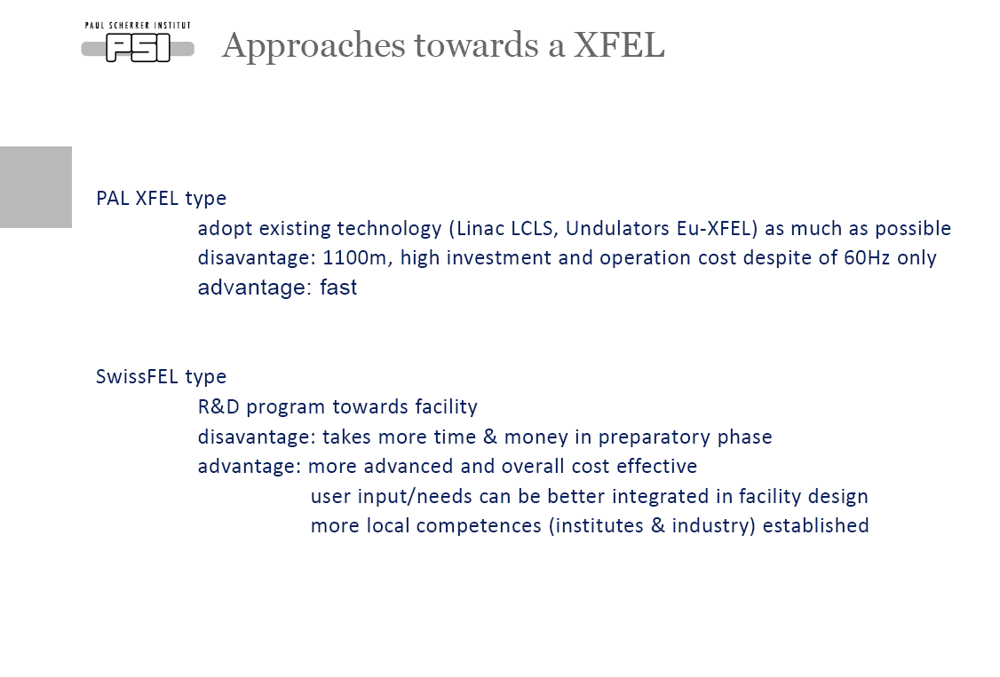 PAUL SCHERRER INSTITUT
PSI
Approaches towards a XFEL
PAL XFEL type
adopt existing technology (Linac LCLS, Undulators Eu-XFEL) as much as possible
disavantage: 1100m, high investment and operation cost despite of 60Hz only
advantage: fast
SwissFEL type
R&D program towards facility
disavantage: takes more time & money in preparatory phase
advantage: more advanced and overall cost effective
user input/needs can be better integrated in facility design
more local competences (institutes & industry) established